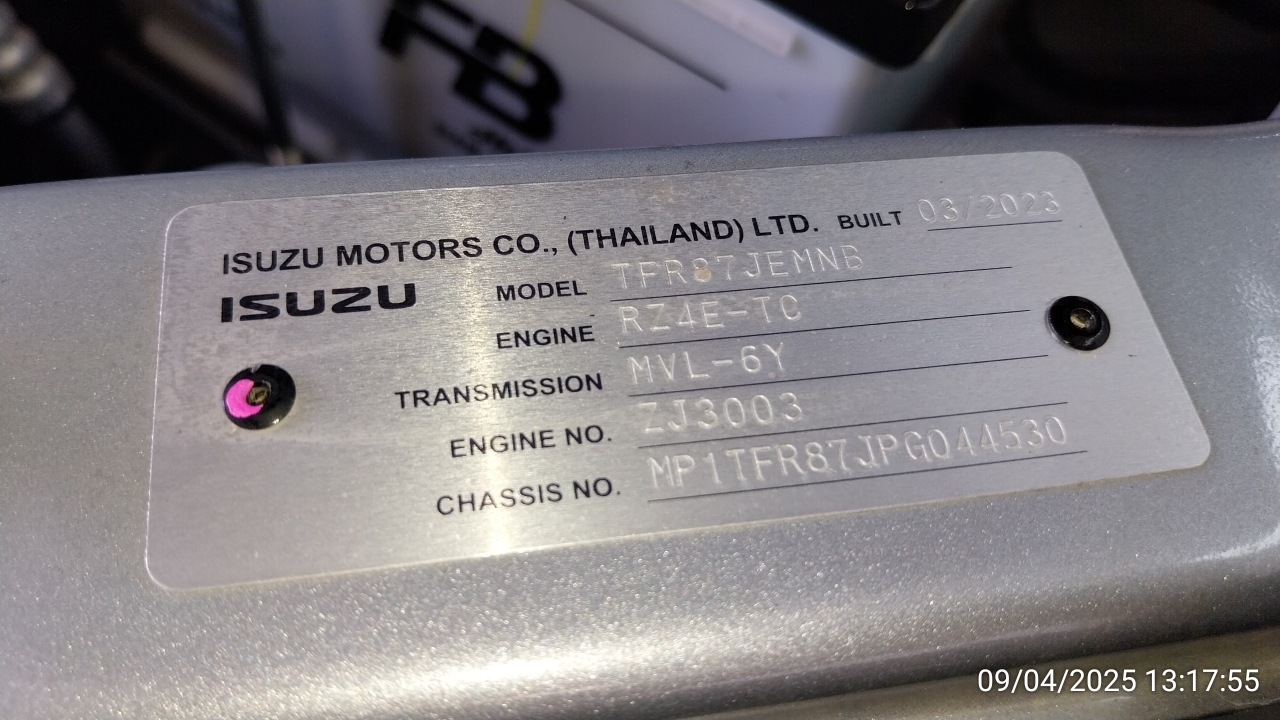 FB
ISUZU MOTORS CO., (THAILAND) LTD. BUILT 03/2023
ISUZU MODEL TFR87JEMNB
ENGINE RZ4E-TC
TRANSMISSION MVL-6Y
ENGINE NO. ZJ3003
CHASSIS NO. MP1TFR87JPG044530
09/04/2025 13:17:55